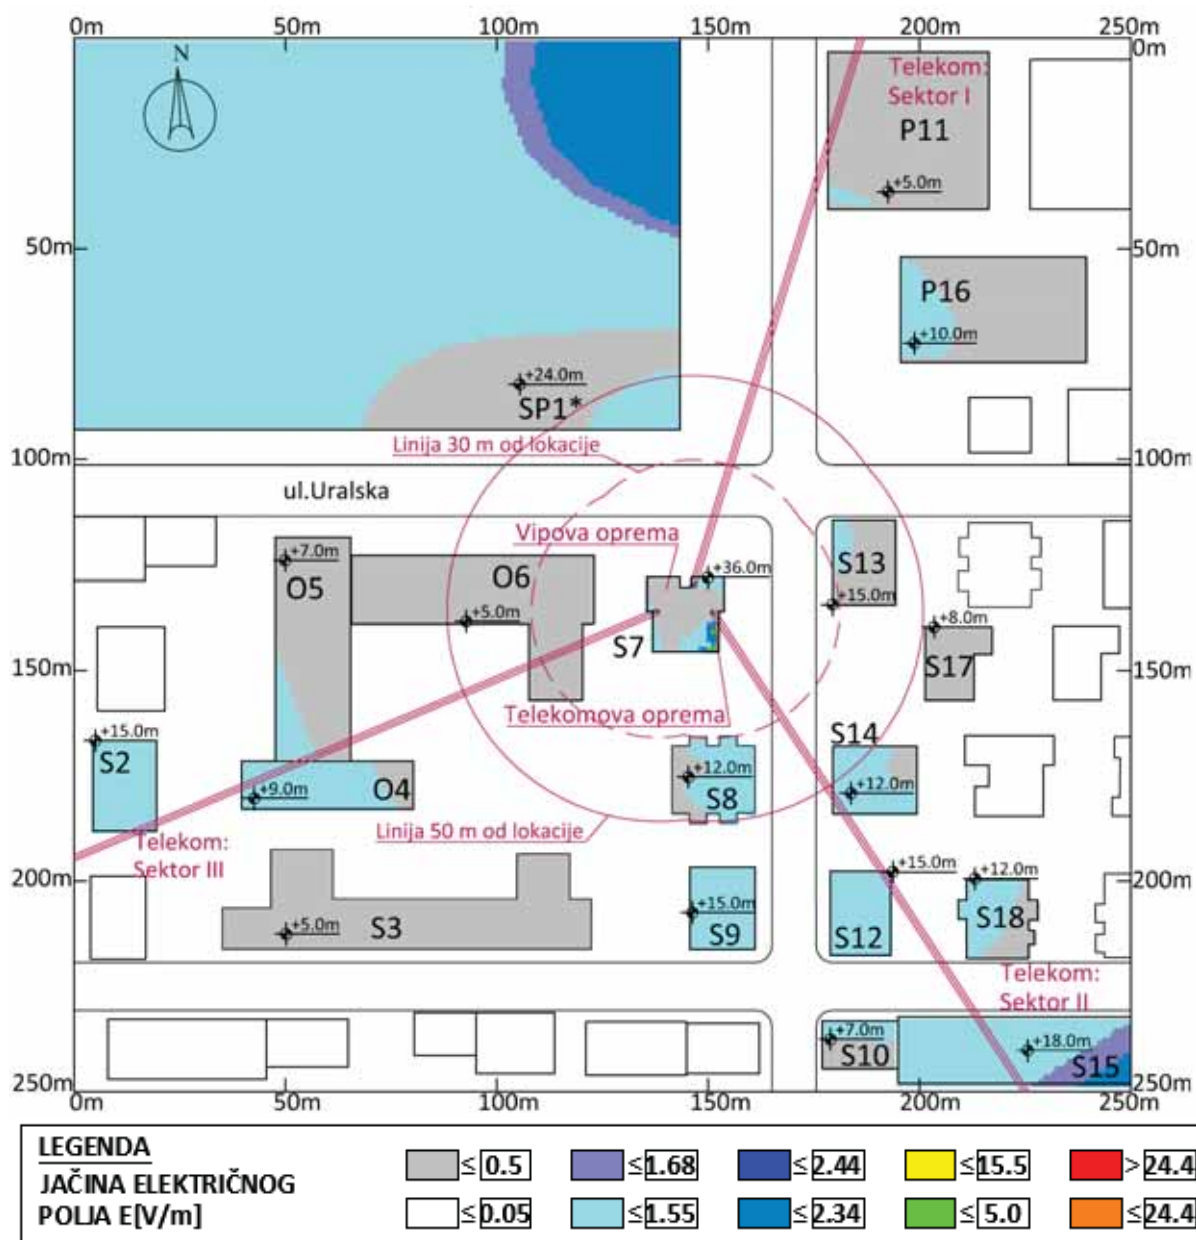 0m 50m 100m 150m 200m 250m
0m
N
Telekom:
Sektor I
P11
+5.0m
50m 50m
P16
+10.0m
+24.0m
SP1*
Linija 30 m od lokacije
100m 100m
ul.Uralska
Vipova oprema
+7.0m
O5
O6
+5.0m
+36.0m
S13
+15.0m
+8.0m
S7
S17
150m 150m
Telekomova oprema
+15.0m
S2
S14
+12.0m
S8
+12.0m
+9.0m
O4
Linija 50 m od lokacije
Telekom:
Sektor III
200m 200m
+15.0m
+12.0m
+5.0m
S3
+15.0m
S9
S12
S18
Telekom:
Sektor II
+7.0m
S10
+18.0m
S15
250m 250m
0m 50m 100m 150m 200m 250m
LEGENDA
JAČINA ELEKTRIČNOG
POLJA E[V/m]
≤ 0.5 ≤1.68 ≤2.44 ≤15.5 >24.4
≤0.05 ≤1.55 ≤2.34 ≤ 5.0 ≤24.4